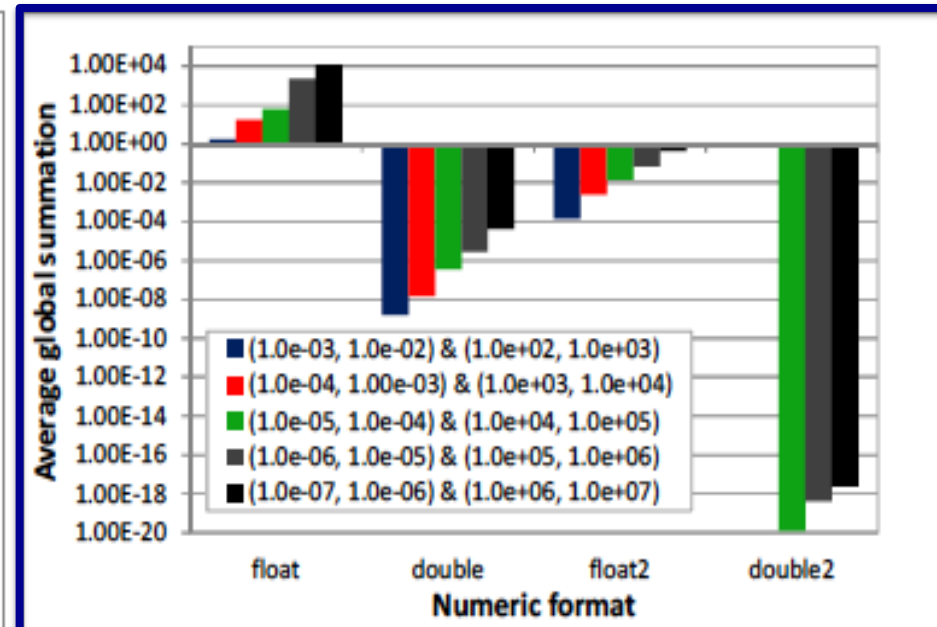 Average global summation
1.00E+04
1.00E+02
1.00E+00
1.00E-02
1.00E-04
1.00E-06
1.00E-08
1.00E-10
1.00E-12
1.00E-14
1.00E-16
1.00E-18
1.00E-20
(1.0e-03, 1.0e-02) & (1.0e+02, 1.0e+03)
(1.0e-04, 1.00e-03) & (1.0e+03, 1.0e+04)
(1.0e-05, 1.0e-04) & (1.0e+04, 1.0e+05)
(1.0e-06, 1.0e-05) & (1.0e+05, 1.0e+06)
(1.0e-07, 1.0e-06) & (1.0e+06, 1.0e+07)
float double float2 double2
Numeric format